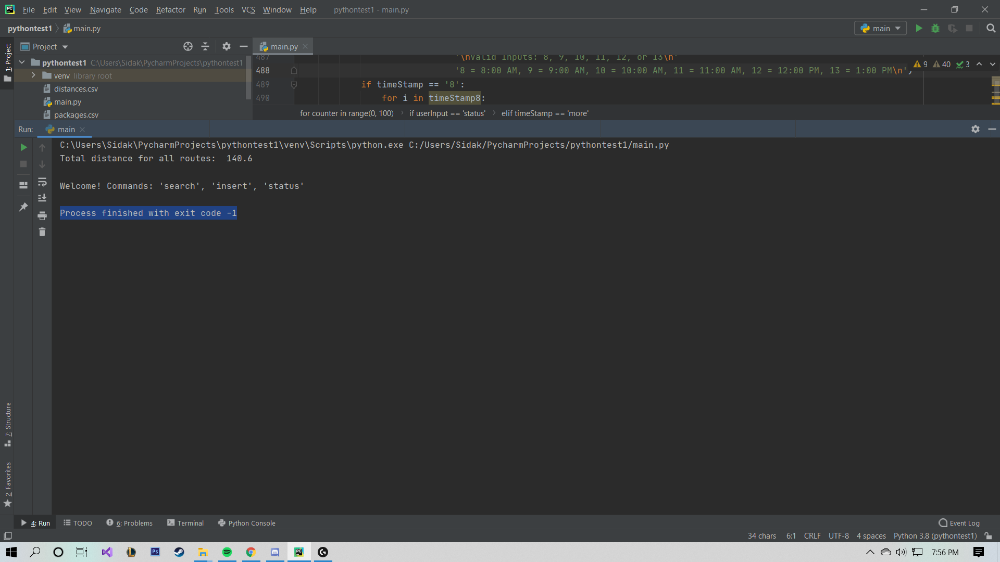 File Edit View Navigate Code Refactor Run Tools VCS Window Help pythontest1 - main.py
pythontest1 main.py
main
1: Project
Project
main.py
pythontest1 C:\Users\Sidak\PycharmProjects\pythontest1
venv library root
distances.csv
main.py
packages.csv
487 '\nValid Inputs: 8, 9, 10, 11, 12, or 13\n'
488 '8 = 8:00 AM, 9 = 9:00 AM, 10 = 10:00 AM, 11 = 11:00 AM, 12 = 12:00 PM, 13 = 1:00 PM\n')
489 if timeStamp == '8':
490 for i in timeStamp8:
9 40 3
for counter in range(0, 100) if userInput == 'status' elif timeStamp == 'more'
Run: main
C:\Users\Sidak\PycharmProjects\pythontest1\venv\Scripts\python.exe C:/Users/Sidak/PycharmProjects/pythontest1/main.py
Total distance for all routes:  140.6
Welcome! Commands: 'search', 'insert', 'status'
Process finished with exit code -1
7: Structure
2: Favorites
4: Run TODO 6: Problems Terminal Python Console Event Log
34 chars 6:1 CRLF UTF-8 4 spaces Python 3.8 (pythontest1)
Ps
PC
7:56 PM